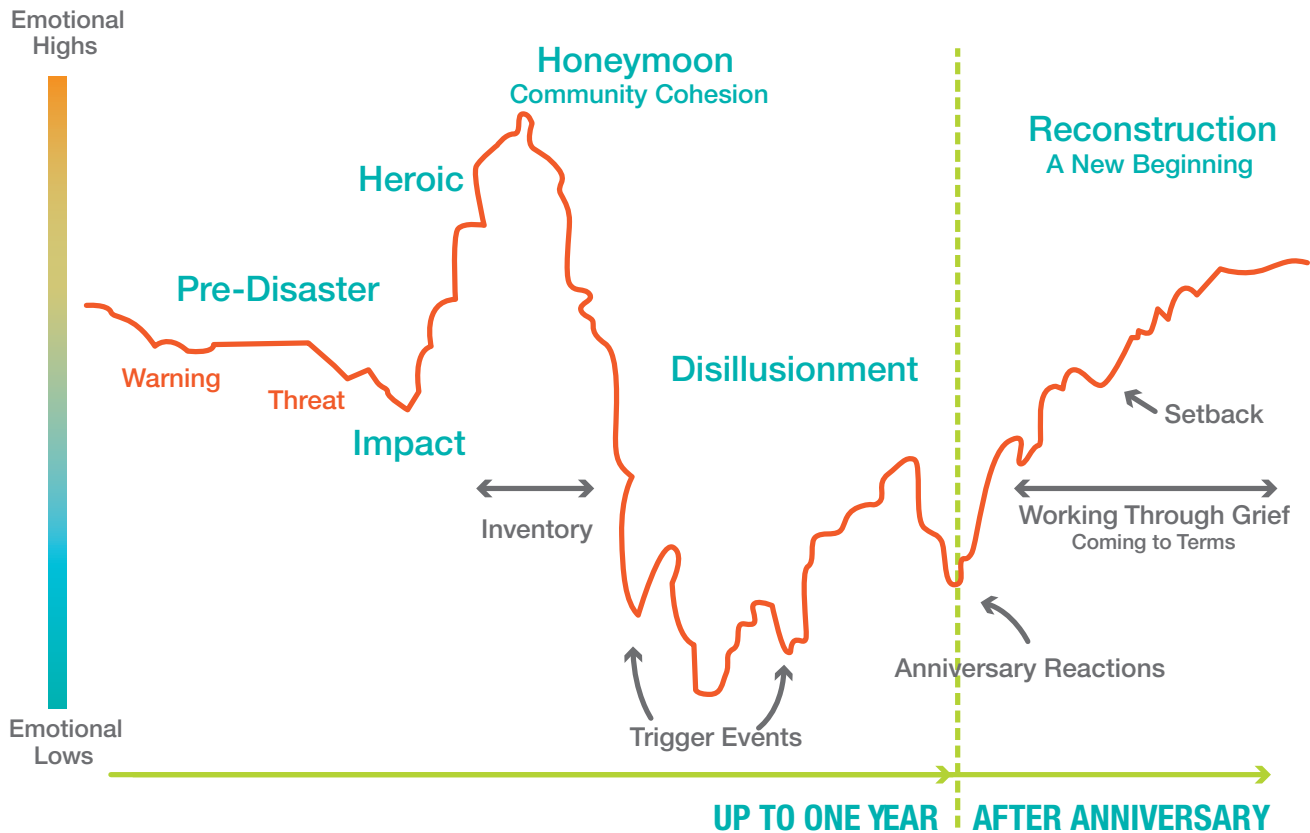 Emotional
Highs
Honeymoon
Community Cohesion
Reconstruction
A New Beginning
Heroic
Pre-Disaster
Warning
Threat
Impact
Disillusionment
Setback
Inventory
Working Through Grief
Coming to Terms
Anniversary Reactions
Trigger Events
Emotional
Lows
UP TO ONE YEAR
AFTER ANNIVERSARY